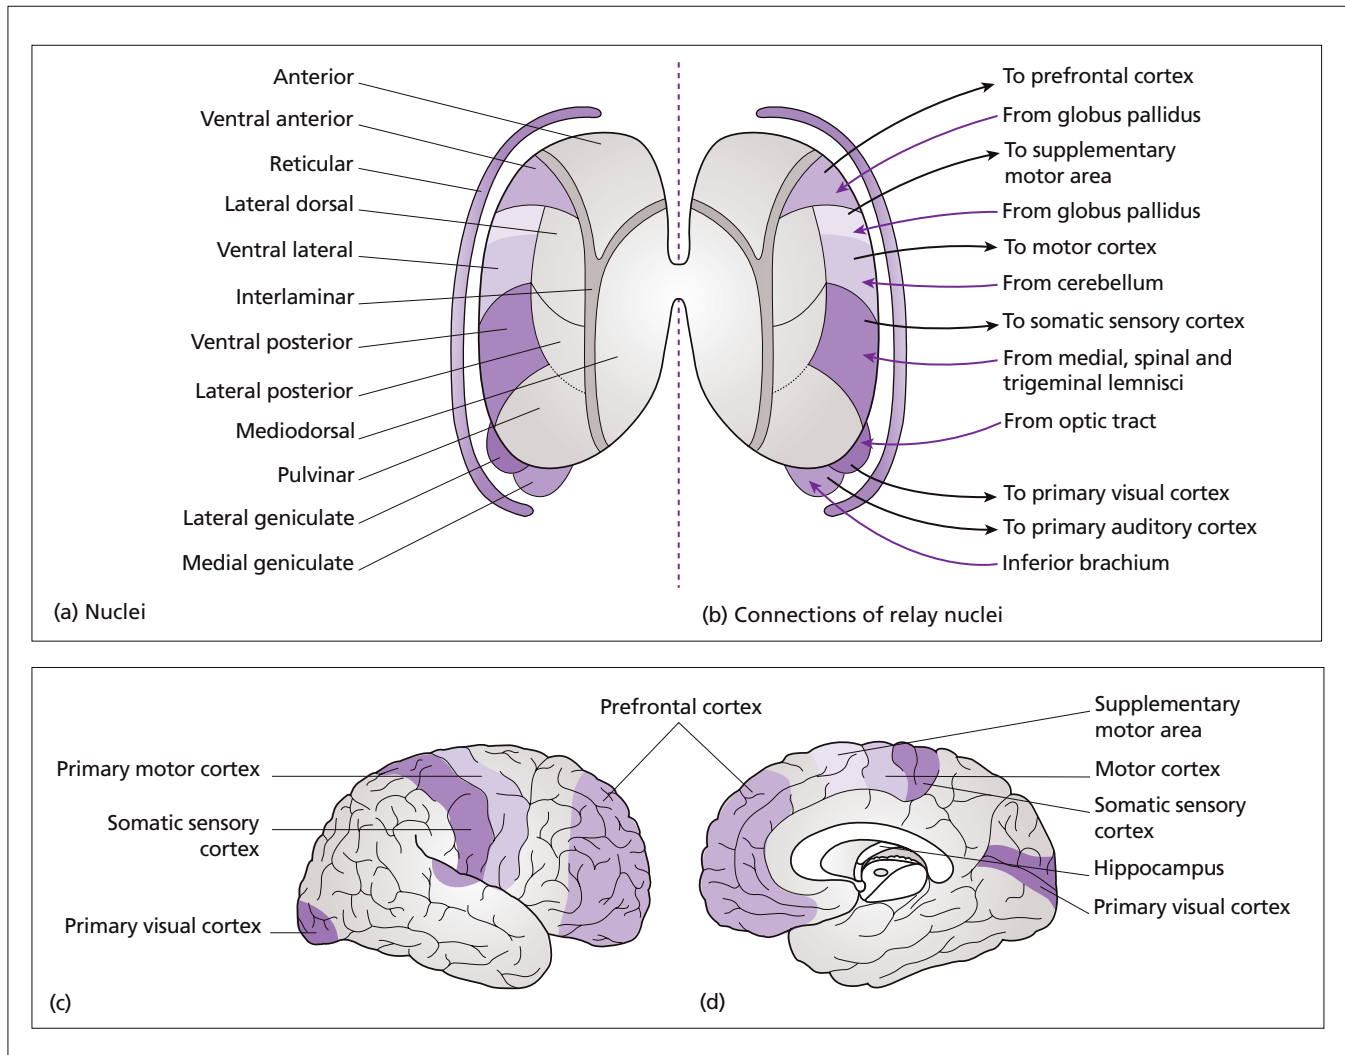 Anterior
Ventral anterior
Reticular
Lateral dorsal
Ventral lateral
Interlaminar
Ventral posterior
Lateral posterior
Mediodorsal
Pulvinar
Lateral geniculate
Medial geniculate
(a) Nuclei
To prefrontal cortex
From globus pallidus
To supplementary
motor area
From globus pallidus
To motor cortex
From cerebellum
To somatic sensory cortex
From medial, spinal and
trigeminal lemnisci
From optic tract
To primary visual cortex
To primary auditory cortex
Inferior brachium
(b) Connections of relay nuclei
Prefrontal cortex
Primary motor cortex
Somatic sensory
cortex
Primary visual cortex
(c)
Supplementary
motor area
Motor cortex
Somatic sensory
cortex
Hippocampus
Primary visual cortex
(d)